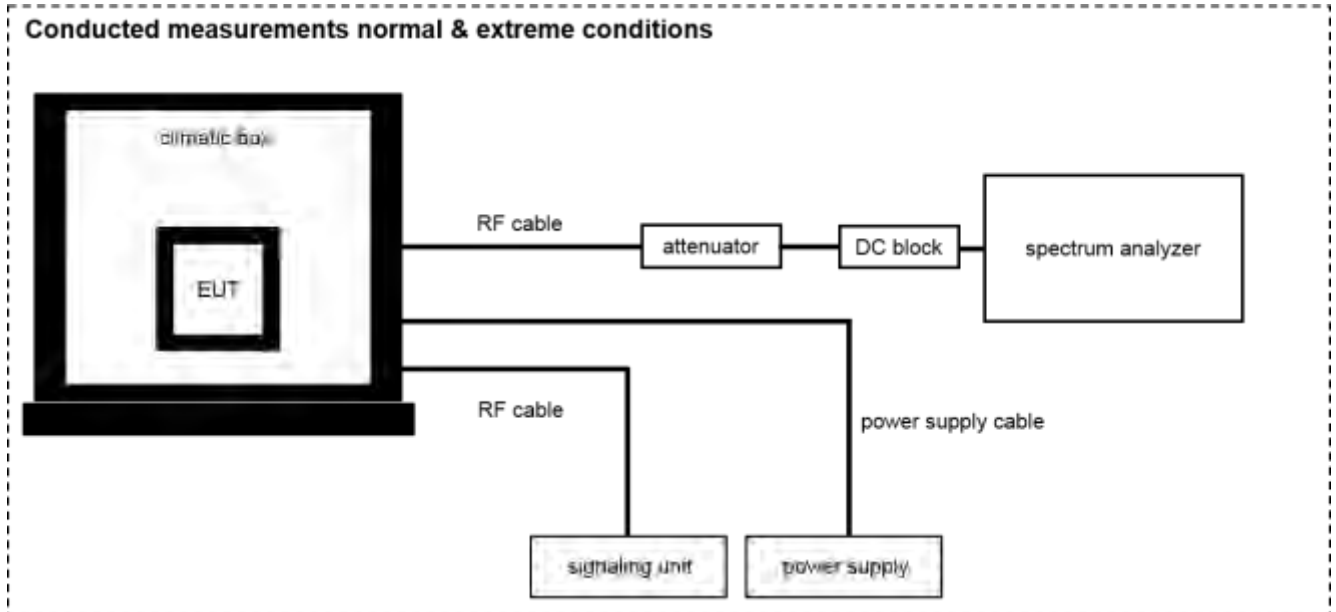 Conducted measurements normal & extreme conditions
climatic box
RF cable
attenuator
DC block
spectrum analyzer
EUT
RF cable
power supply cable
signaling unit
power supply